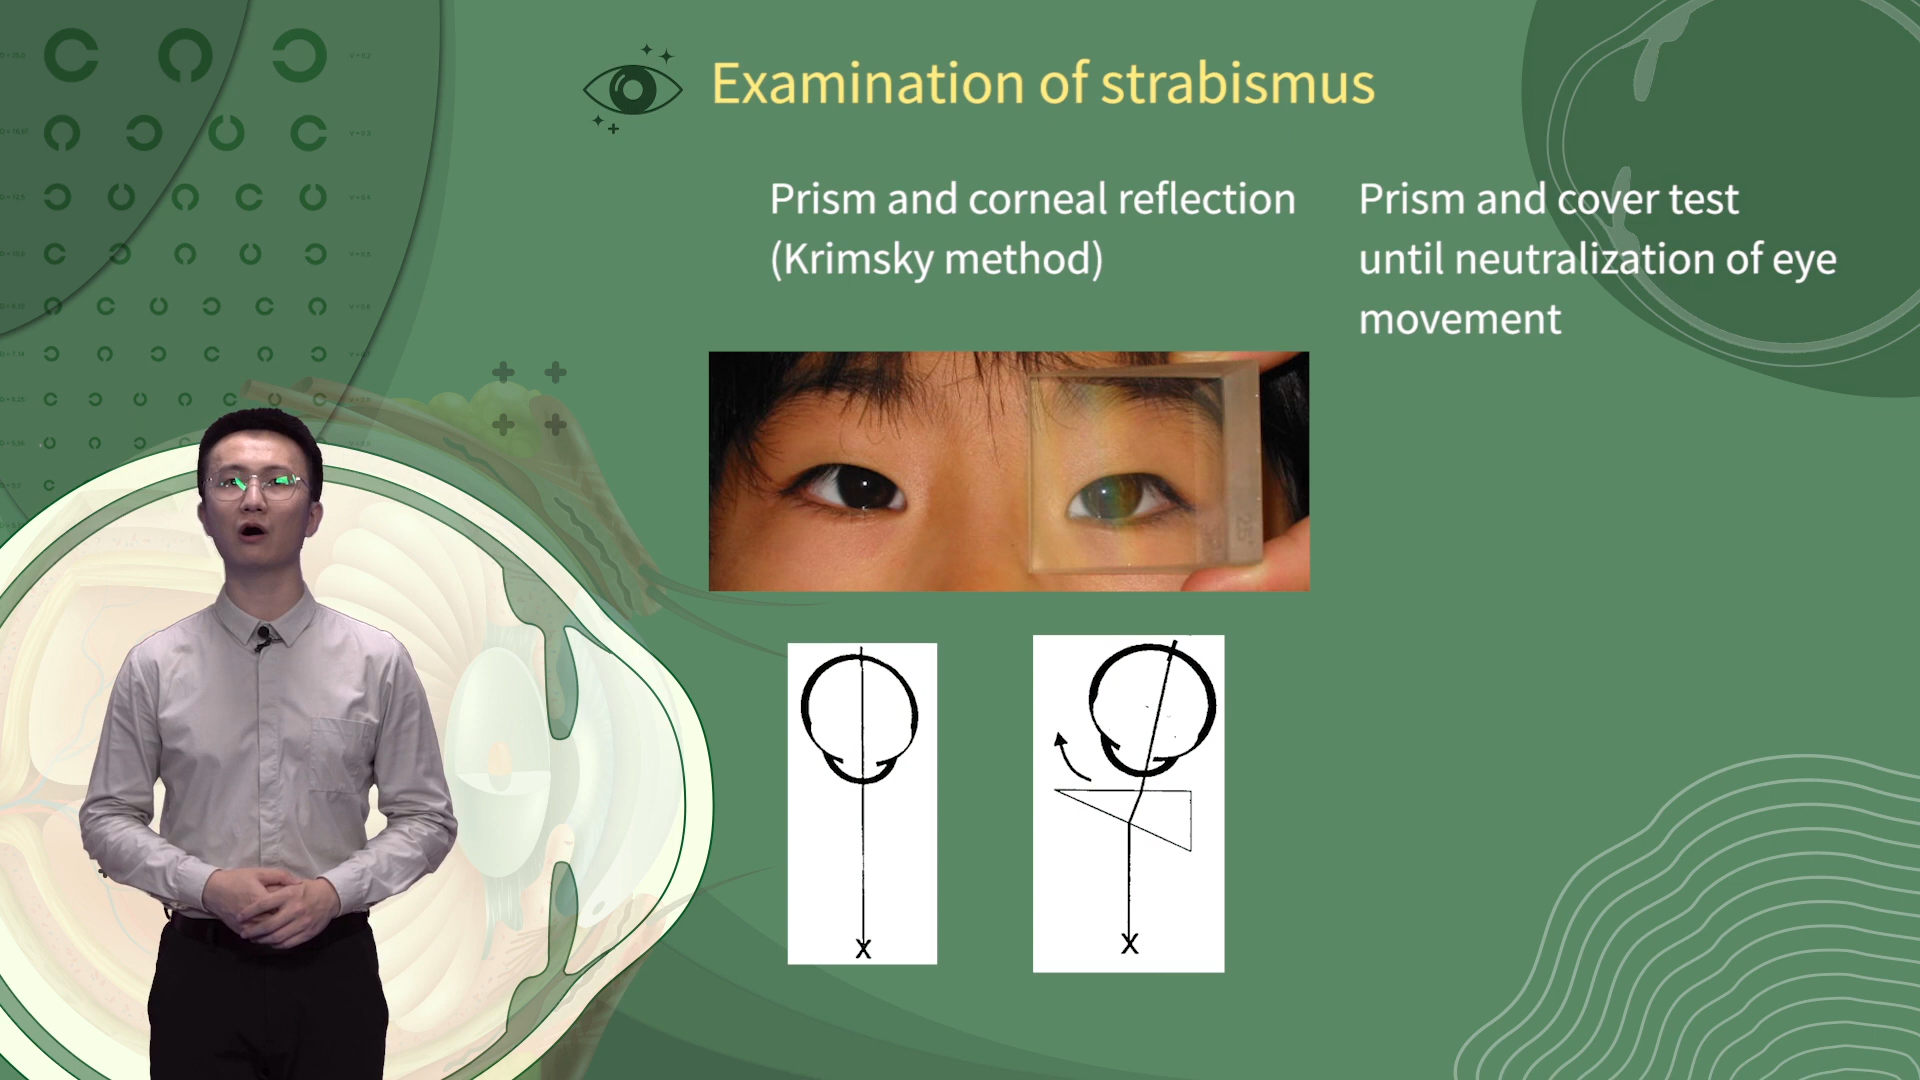 Examination of strabismus
Prism and corneal reflection
(Krimsky method)
Prism and cover test
until neutralization of eye
movement
X
X